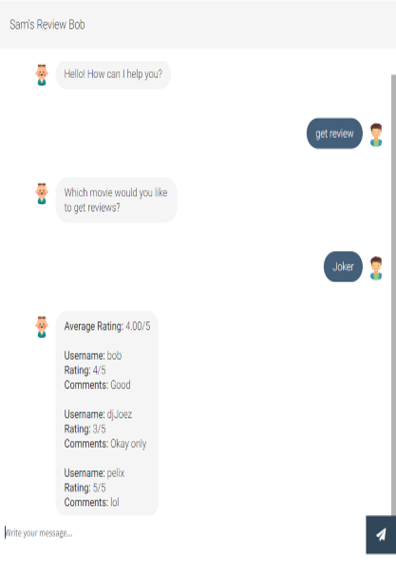 Sam's Review Bob
Hello! How can I help you?
get review
Which movie would you like
to get reviews?
Joker
Average Rating: 4.00/5
Username: bob
Rating: 4/5
Comments: Good
Username: djJoez
Rating: 3/5
Comments: Okay only
Username: pelix
Rating: 5/5
Comments: lol
Write your message...